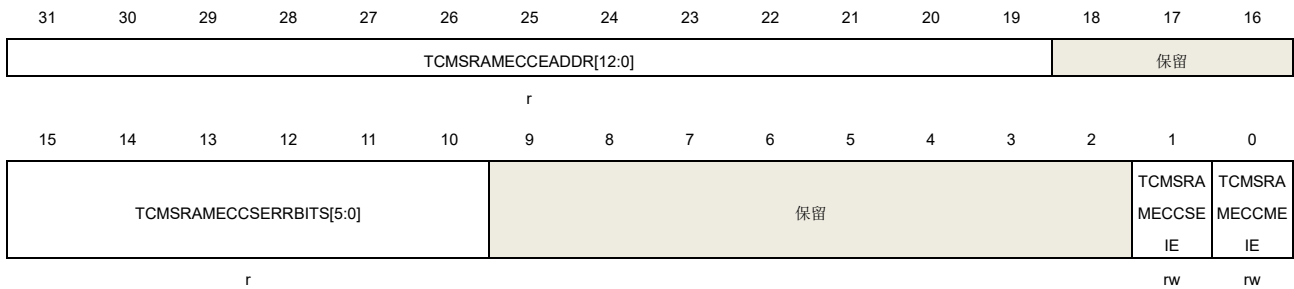 31 30 29 28 27 26 25 24 23 22 21 20 19 18 17 16
TCMSRAMECCEADDR[12:0] 保留
r
15 14 13 12 11 10 9 8 7 6 5 4 3 2 1 0
TCMSRAMECCSERRBITS[5:0] 保留 TCMSRA TCMSRA
MECCSE MECCME
IE IE
r rw rw